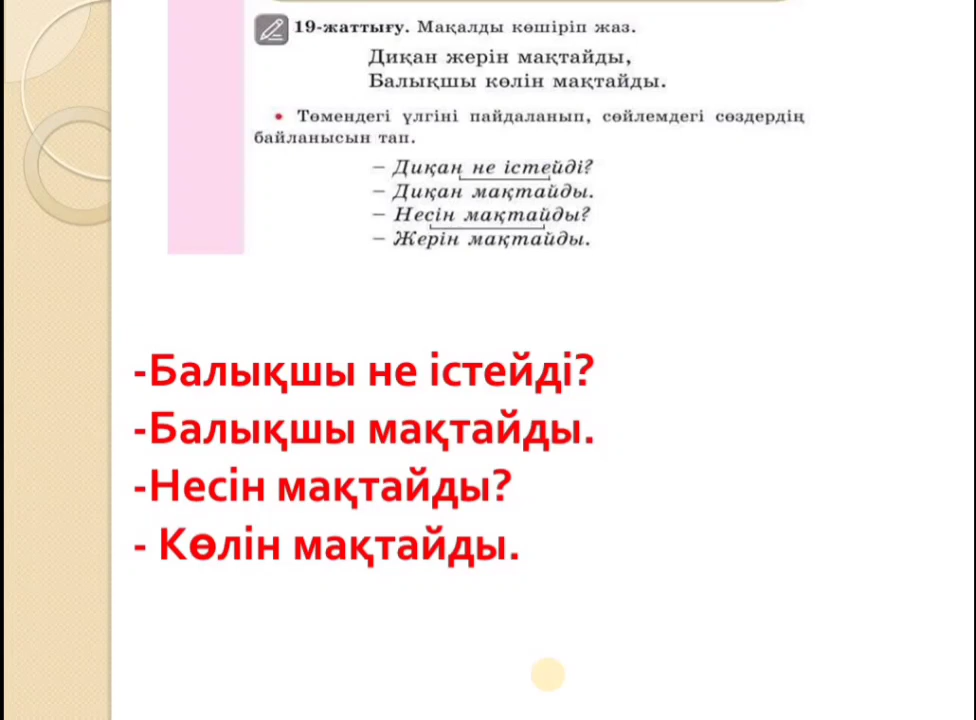 19-жаттығу. Мақалды көшіріп жаз.
Диқан жерін мақтайды,
Балықшы көлін мақтайды.
• Төмендегі үлгіні пайдаланып, сөйлемдегі сөздердің
байланысын тап.
– Диқан не істейді?
– Диқан мақтайды.
– Несін мақтайды?
– Жерін мақтайды.
-Балықшы не істейді?
-Балықшы мақтайды.
-Несін мақтайды?
- Көлін мақтайды.